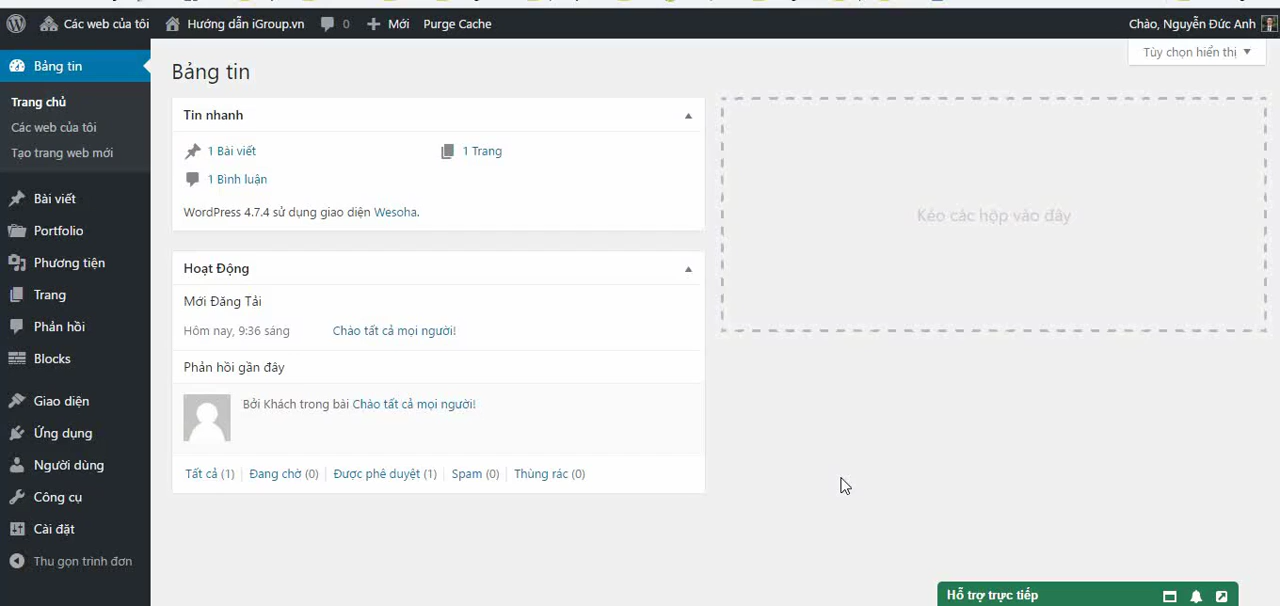 Các web của tôi Hướng dẫn iGroup.vn 0 Mới Purge Cache Chào, Nguyễn Đức Anh
Tùy chọn hiển thị
Bảng tin
Trang chủ
Các web của tôi
Tạo trang web mới
Bài viết
Portfolio
Phương tiện
Trang
Phản hồi
Blocks
Giao diện
Ứng dụng
Người dùng
Công cụ
Cài đặt
Thu gọn trình đơn
Bảng tin
Tin nhanh
1 Bài viết 1 Trang
1 Bình luận
WordPress 4.7.4 sử dụng giao diện Wesoha.
Hoạt Động
Mới Đăng Tải
Hôm nay, 9:36 sáng Chào tất cả mọi người!
Phản hồi gần đây
Bởi Khách trong bài Chào tất cả mọi người!
Tất cả (1) | Đang chờ (0) | Được phê duyệt (1) | Spam (0) | Thùng rác (0)
Kéo các hộp vào đây
Hỗ trợ trực tiếp